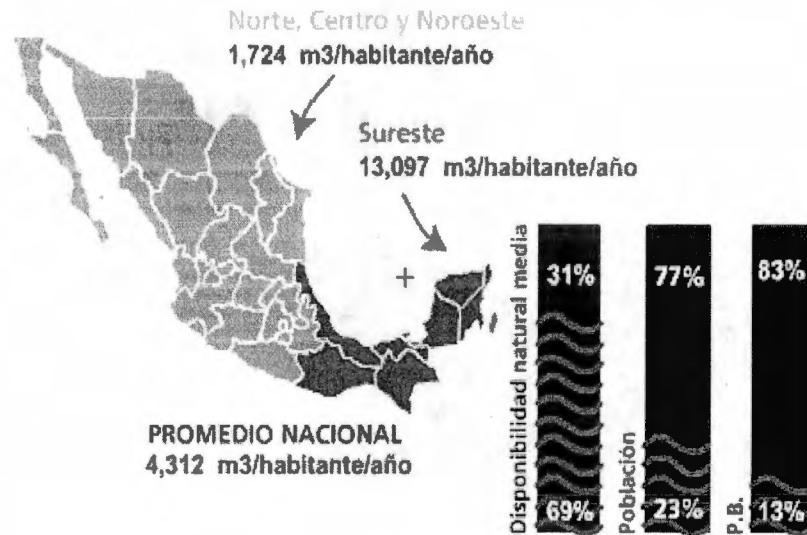 Norte, Centro y Noroeste
1,724 m3/habitante/año
Sureste
13,097 m3/habitante/año
PROMEDIO NACIONAL
4,312 m3/habitante/año
Disponibilidad natural media
31%
69%
Población
77%
23%
P.B.
83%
13%